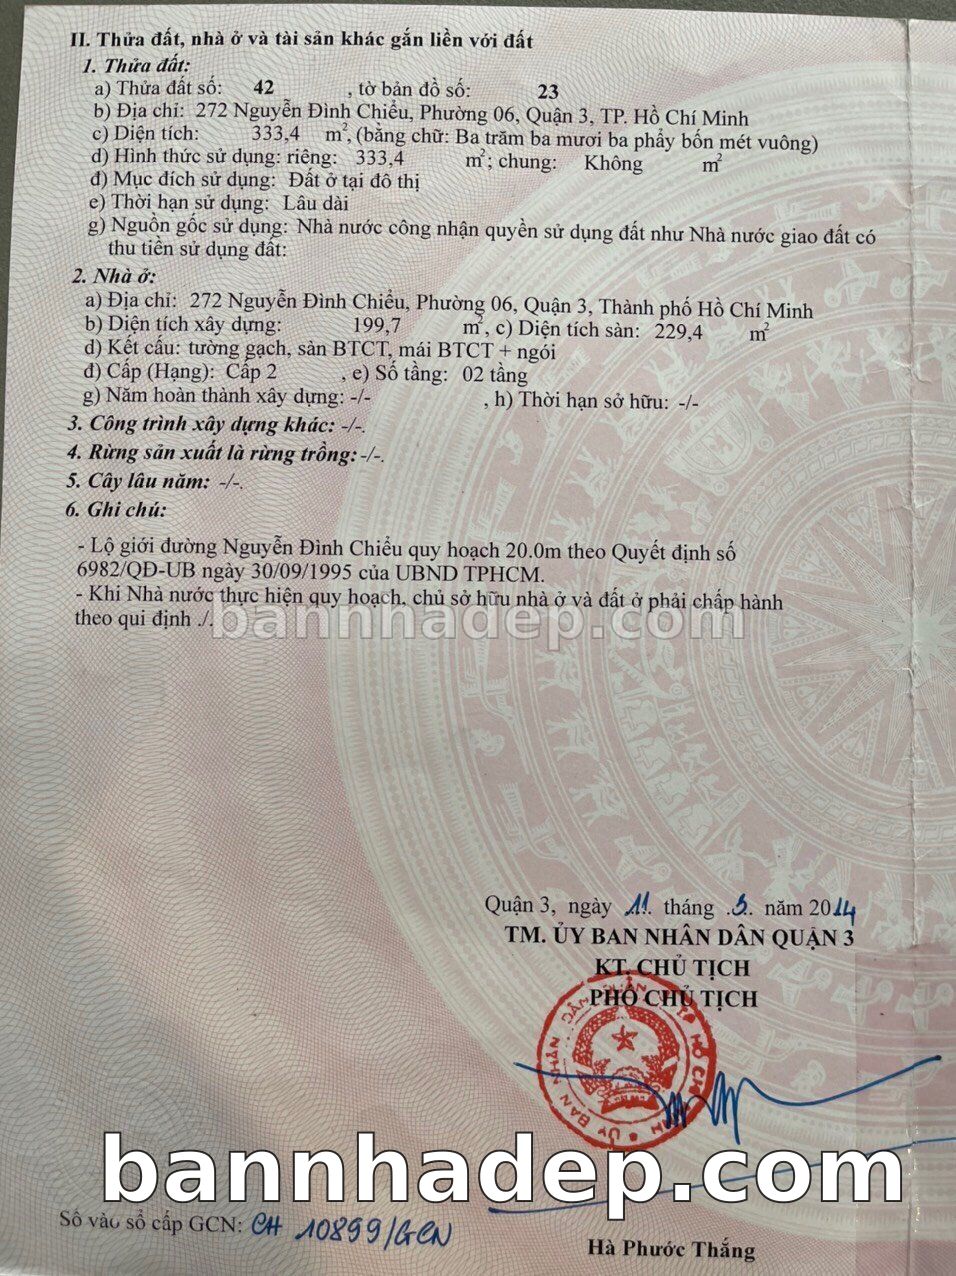 II. Thửa đất, nhà ở và tài sản khác gắn liền với đất
1. Thửa đất:
a) Thửa đất số: 42 , tờ bản đồ số: 23
b) Địa chỉ: 272 Nguyễn Đình Chiểu, Phường 06, Quận 3, TP. Hồ Chí Minh
c) Diện tích: 333,4 m², (bằng chữ: Ba trăm ba mươi ba phẩy bốn mét vuông)
d) Hình thức sử dụng: riêng: 333,4 m²; chung: Không m²
đ) Mục đích sử dụng: Đất ở tại đô thị
e) Thời hạn sử dụng: Lâu dài
g) Nguồn gốc sử dụng: Nhà nước công nhận quyền sử dụng đất như Nhà nước giao đất có
thu tiền sử dụng đất:
2. Nhà ở:
a) Địa chỉ: 272 Nguyễn Đình Chiểu, Phường 06, Quận 3, Thành phố Hồ Chí Minh
b) Diện tích xây dựng: 199,7 m², c) Diện tích sàn: 229,4 m²
d) Kết cấu: tường gạch, sàn BTCT, mái BTCT + ngói
đ) Cấp (Hạng): Cấp 2 , e) Số tầng: 02 tầng
g) Năm hoàn thành xây dựng: -/- , h) Thời hạn sở hữu: -/-
3. Công trình xây dựng khác: -/-.
4. Rừng sản xuất là rừng trồng: -/-.
5. Cây lâu năm: -/-.
6. Ghi chú:
- Lộ giới đường Nguyễn Đình Chiểu quy hoạch 20.0m theo Quyết định số
6982/QĐ-UB ngày 30/09/1995 của UBND TPHCM.
- Khi Nhà nước thực hiện quy hoạch, chủ sở hữu nhà ở và đất ở phải chấp hành
theo qui định ./.
bannhadep.com
Quận 3, ngày 11 tháng 3 năm 2014
TM. ỦY BAN NHÂN DÂN QUẬN 3
KT. CHỦ TỊCH
PHÓ CHỦ TỊCH
bannhadep.com
Số vào sổ cấp GCN: CH 10899/GCN
Hà Phước Thắng